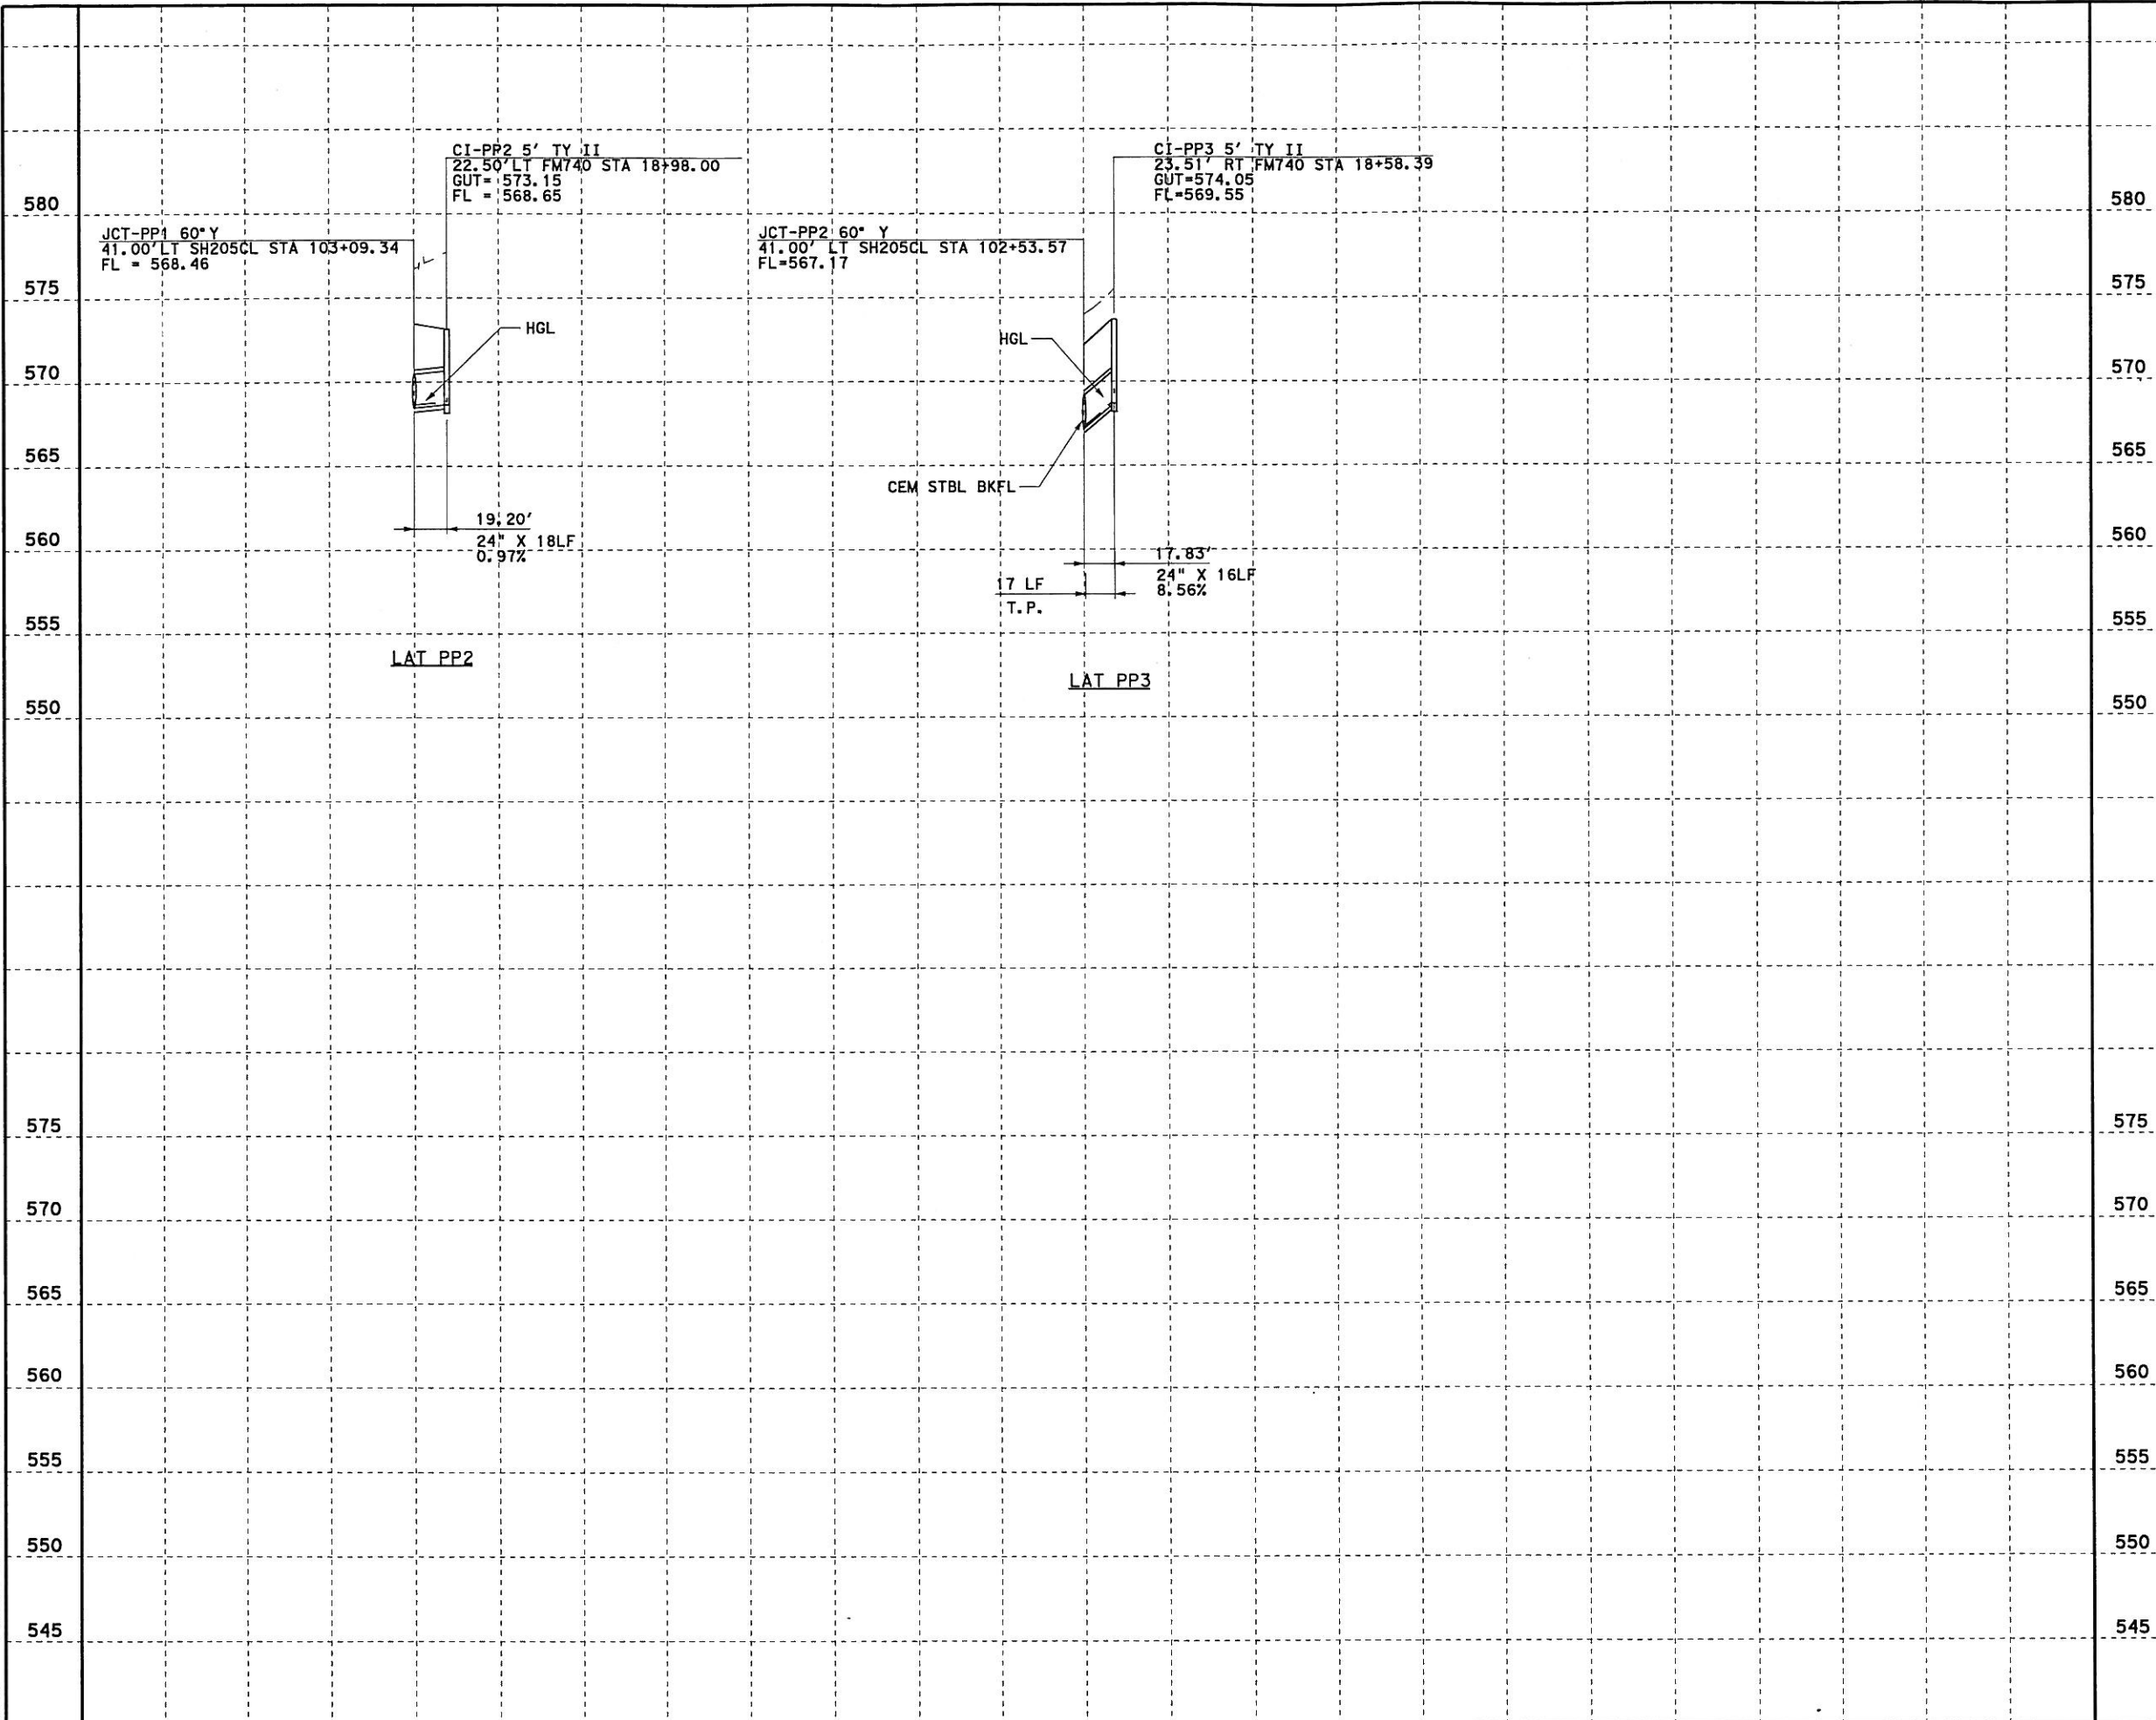 CI-PP2 5' TY II
22.50' LT FM740 STA 18+98.00
GUT= 573.15
FL = 568.65
CI-PP3 5' TY II
23.51' RT FM740 STA 18+58.39
GUT=574.05
FL=569.55
580
580
JCT-PP1 60° Y
41.00' LT SH205CL STA 103+09.34
FL = 568.46
JCT-PP2 60° Y
41.00' LT SH205CL STA 102+53.57
FL=567.17
575
575
HGL
HGL
570
570
565
565
CEM STBL BKFL
19.20'
24" X 18LF
0.97%
560
560
17.83'
24" X 16LF
8.56%
17 LF
T.P.
555
555
LAT PP2
LAT PP3
550
550
575
575
570
570
565
565
560
560
555
555
550
550
545
545